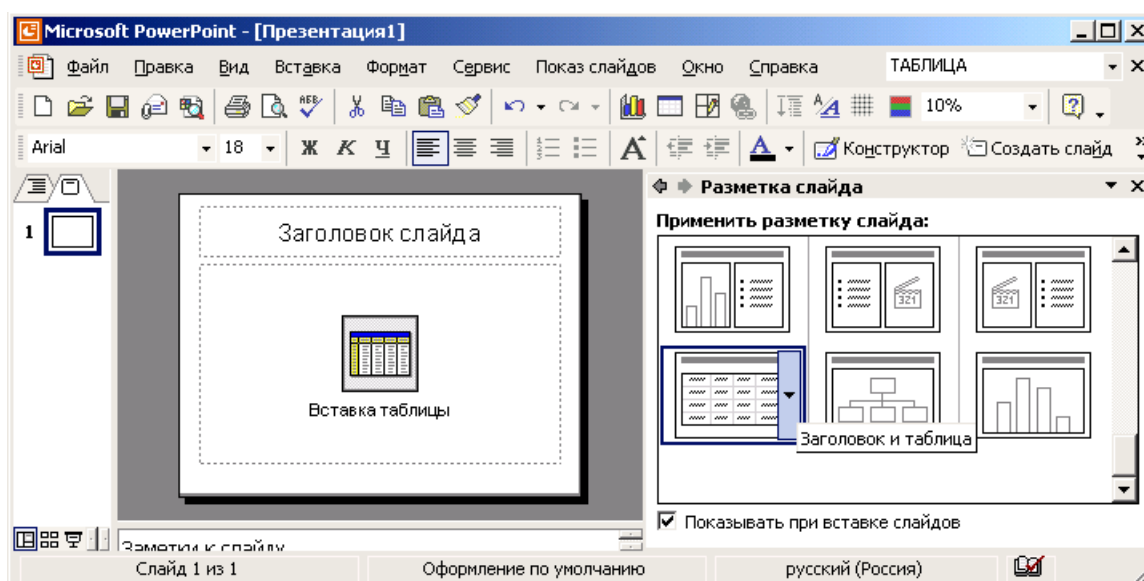 Microsoft PowerPoint - [Презентация1]
Файл Правка Вид Вставка Формат Сервис Показ слайдов Окно Справка ТАБЛИЦА
10%
Arial 18 Ж К Ч Конструктор Создать слайд
Разметка слайда
1
Заголовок слайда
Вставка таблицы
Применить разметку слайда:
321 321
Заголовок и таблица
Показывать при вставке слайдов
Заметки к слайду
Слайд 1 из 1 Оформление по умолчанию русский (Россия)